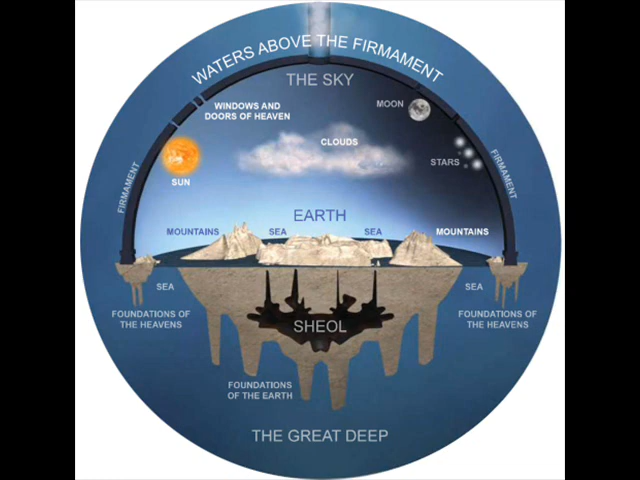 WATERS ABOVE THE FIRMAMENT
THE SKY
WINDOWS AND
DOORS OF HEAVEN
MOON
CLOUDS
STARS
SUN
FIRMAMENT
FIRMAMENT
EARTH
MOUNTAINS
SEA
SEA
MOUNTAINS
SEA
SEA
FOUNDATIONS OF
THE HEAVENS
SHEOL
FOUNDATIONS OF
THE HEAVENS
FOUNDATIONS
OF THE EARTH
THE GREAT DEEP